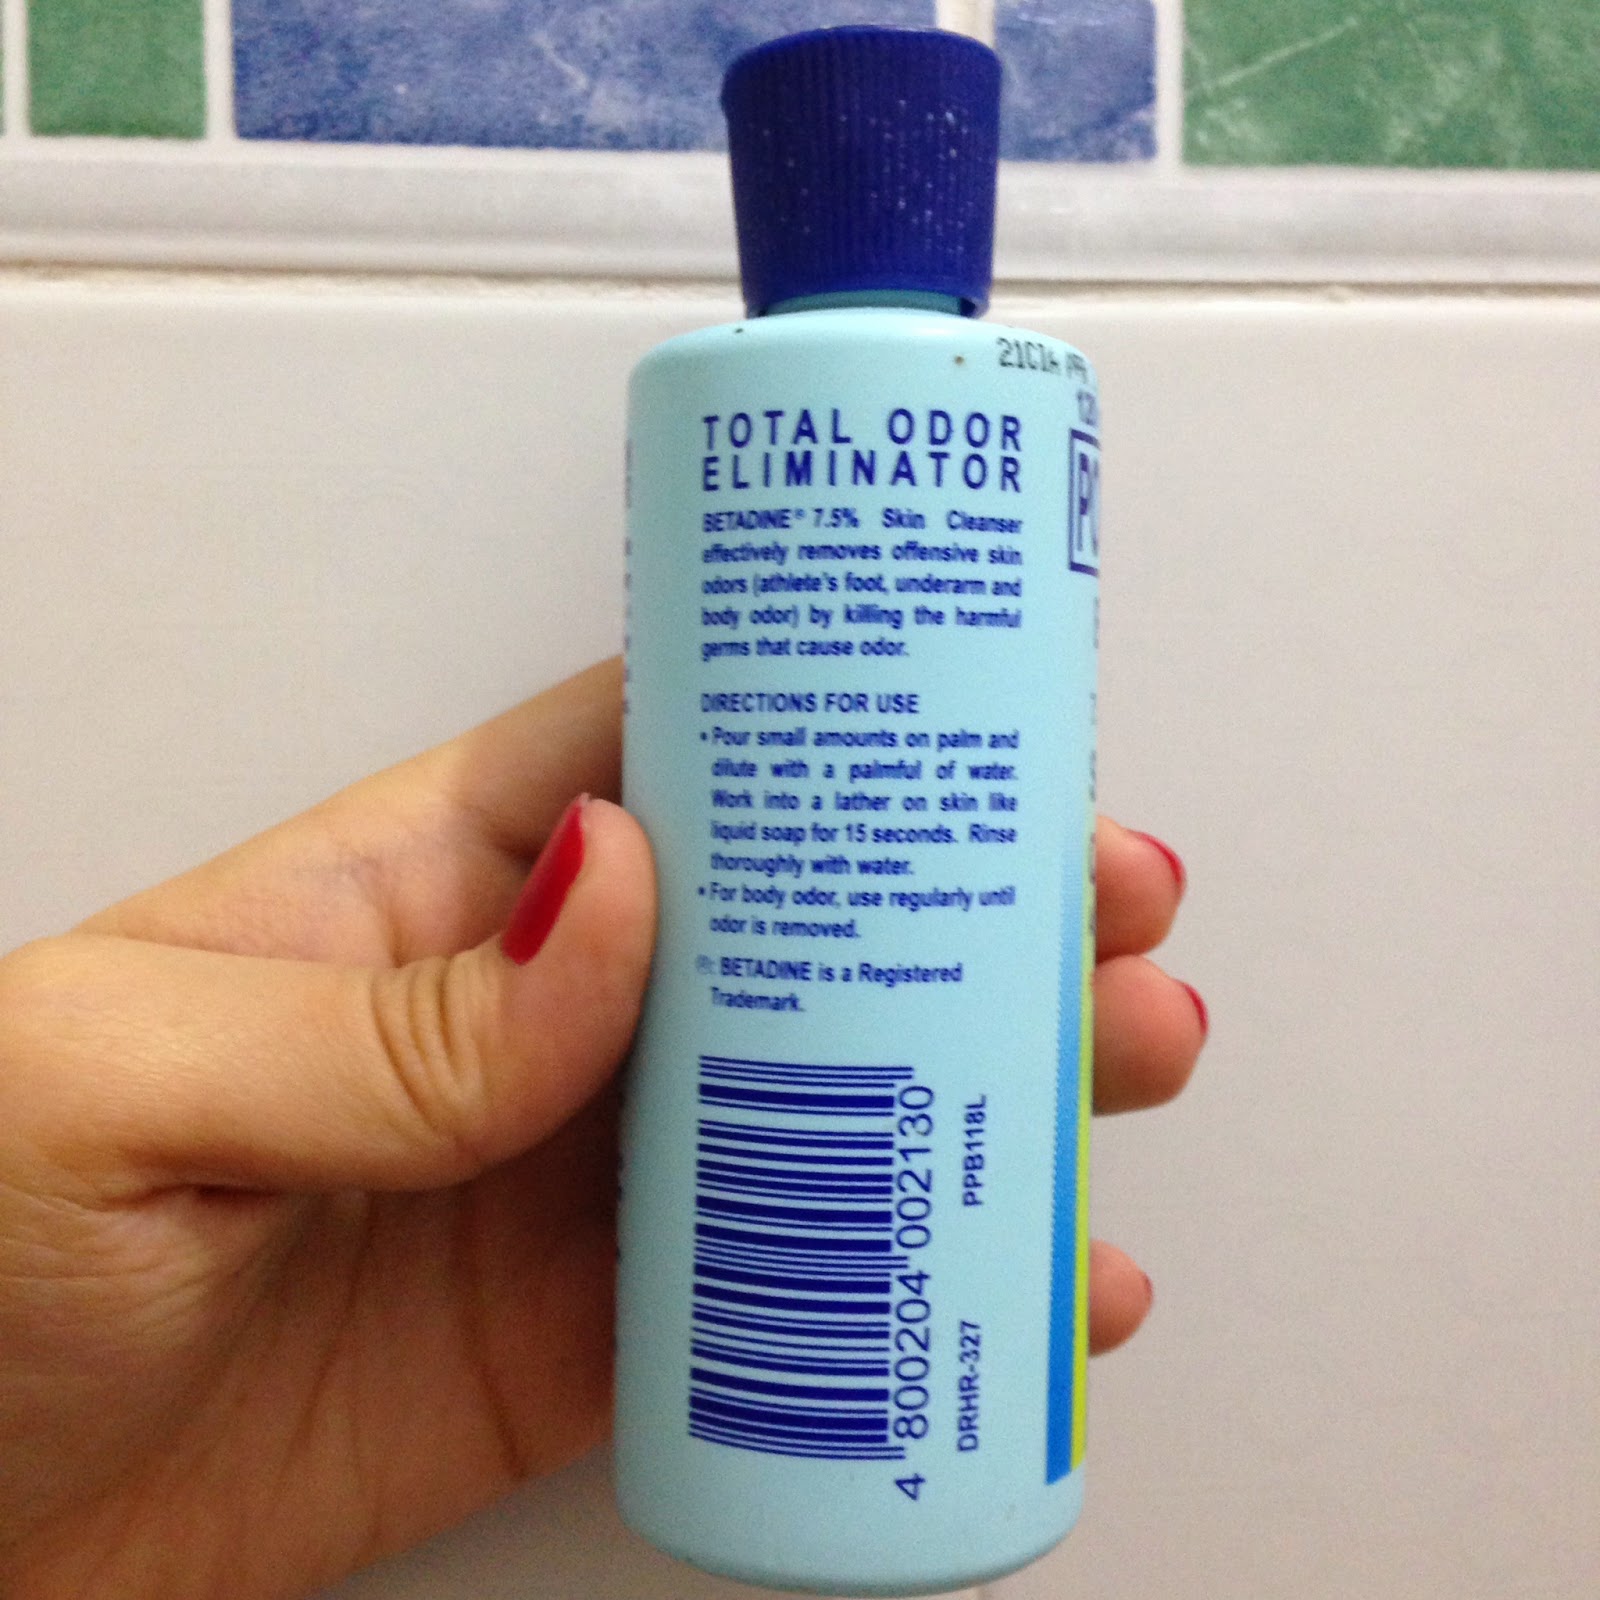 21C1A
TOTAL ODOR
ELIMINATOR
BETADINE® 7.5% Skin Cleanser
effectively removes offensive skin
odors (athlete's foot, underarm and
body odor) by killing the harmful
germs that cause odor.
DIRECTIONS FOR USE
• Pour small amounts on palm and
dilute with a palmful of water.
Work into a lather on skin like
liquid soap for 15 seconds. Rinse
thoroughly with water.
• For body odor, use regularly until
odor is removed.
®: BETADINE is a Registered
Trademark.
4 800204 002130
DRHR-327
PPB118L